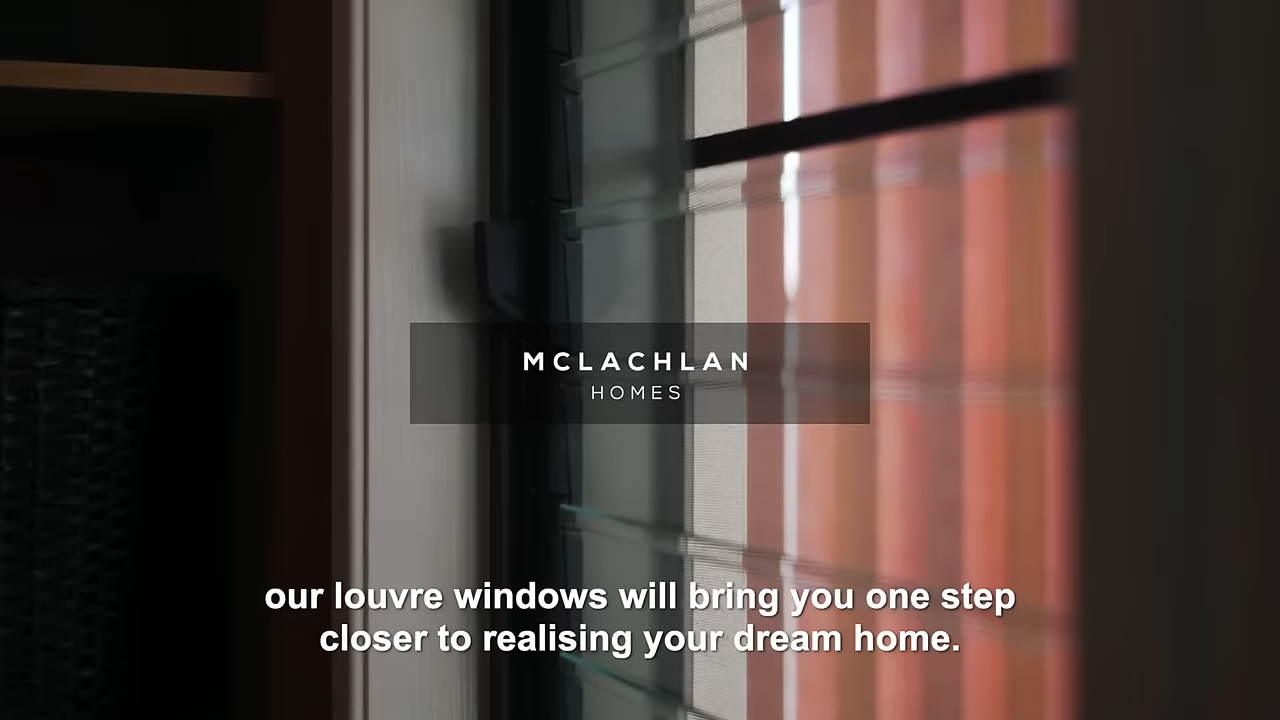 MCLACHLAN
HOMES
our louvre windows will bring you one step
closer to realising your dream home.